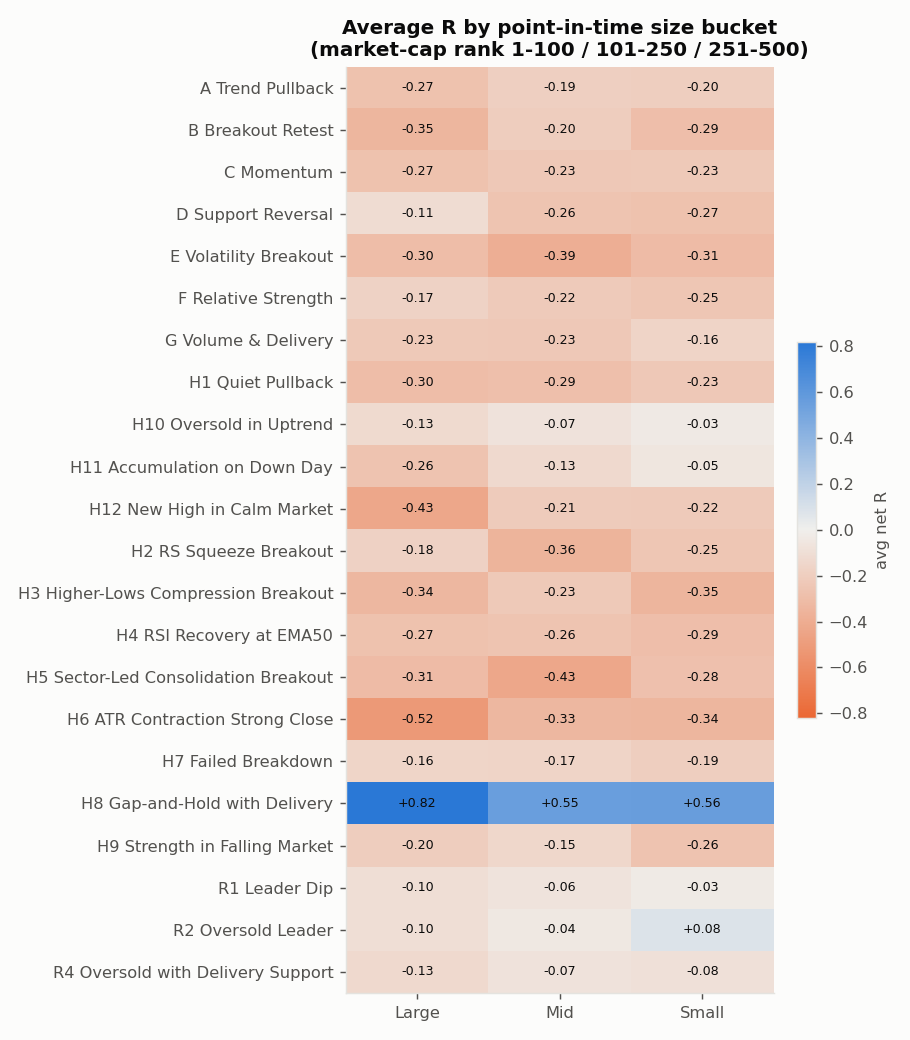 Average R by point-in-time size bucket
(market-cap rank 1-100 / 101-250 / 251-500)
A Trend Pullback -0.27 -0.19 -0.20
B Breakout Retest -0.35 -0.20 -0.29
C Momentum -0.27 -0.23 -0.23
D Support Reversal -0.11 -0.26 -0.27
E Volatility Breakout -0.30 -0.39 -0.31
F Relative Strength -0.17 -0.22 -0.25
G Volume & Delivery -0.23 -0.23 -0.16
H1 Quiet Pullback -0.30 -0.29 -0.23
H10 Oversold in Uptrend -0.13 -0.07 -0.03
H11 Accumulation on Down Day -0.26 -0.13 -0.05
H12 New High in Calm Market -0.43 -0.21 -0.22
H2 RS Squeeze Breakout -0.18 -0.36 -0.25
H3 Higher-Lows Compression Breakout -0.34 -0.23 -0.35
H4 RSI Recovery at EMA50 -0.27 -0.26 -0.29
H5 Sector-Led Consolidation Breakout -0.31 -0.43 -0.28
H6 ATR Contraction Strong Close -0.52 -0.33 -0.34
H7 Failed Breakdown -0.16 -0.17 -0.19
H8 Gap-and-Hold with Delivery +0.82 +0.55 +0.56
H9 Strength in Falling Market -0.20 -0.15 -0.26
R1 Leader Dip -0.10 -0.06 -0.03
R2 Oversold Leader -0.10 -0.04 +0.08
R4 Oversold with Delivery Support -0.13 -0.07 -0.08
Large Mid Small
0.8
0.6
0.4
0.2
0.0
−0.2
−0.4
−0.6
−0.8
avg net R